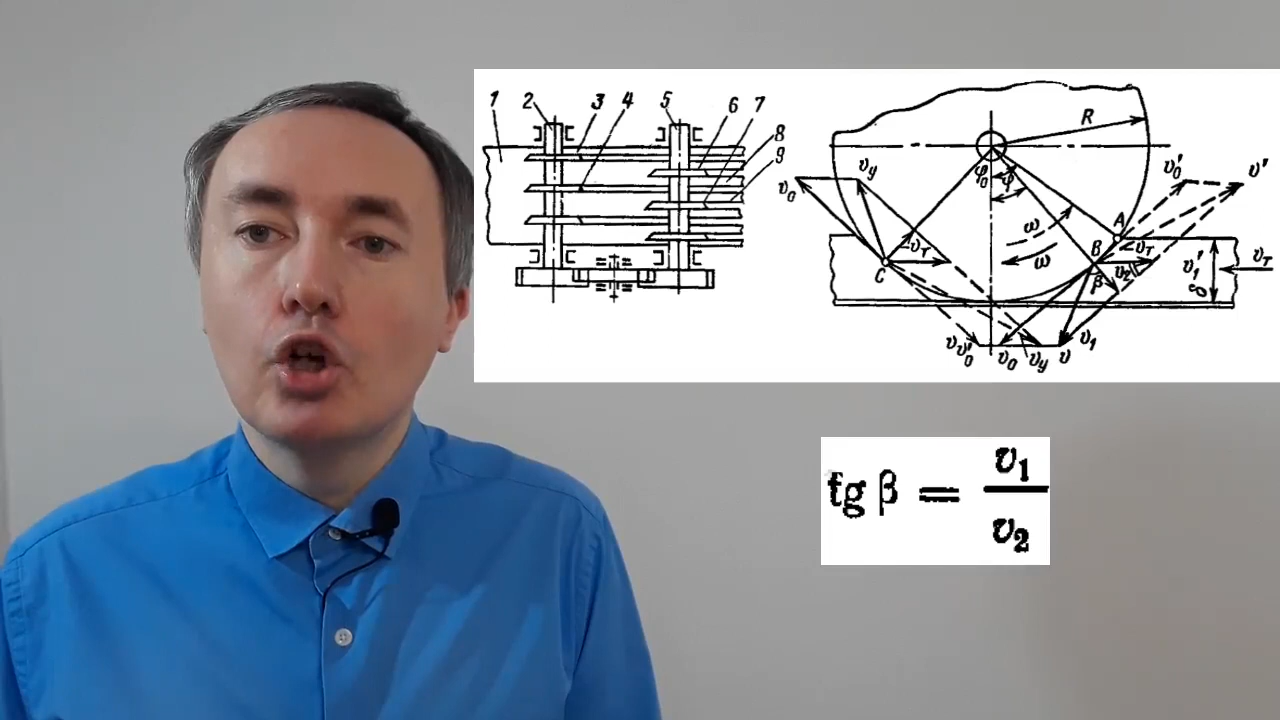 1 2 3 4 5 6 7
8
9
R
v₀ v_y φ₀ φ v₀′ v′
ω A
C v_T ω B v_T v_T
v₂ β v₁′
v₀′ v₀ v_y v v₁
tg β = v₁ / v₂